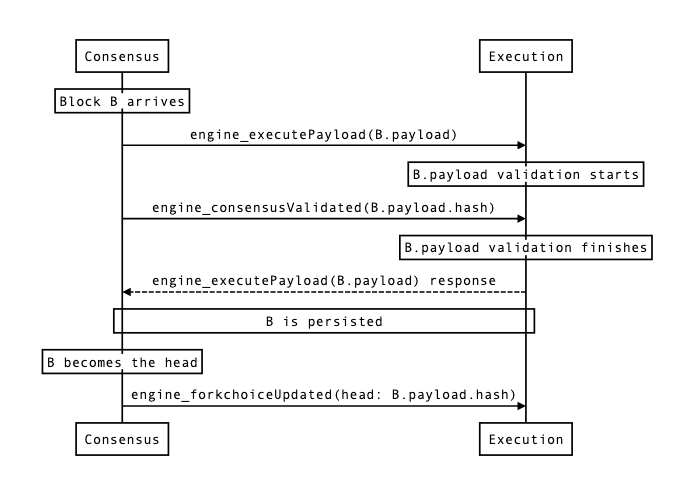 Consensus
Execution
Block B arrives
engine_executePayload(B.payload)
B.payload validation starts
engine_consensusValidated(B.payload.hash)
B.payload validation finishes
engine_executePayload(B.payload) response
B is persisted
B becomes the head
engine_forkchoiceUpdated(head: B.payload.hash)
Consensus
Execution